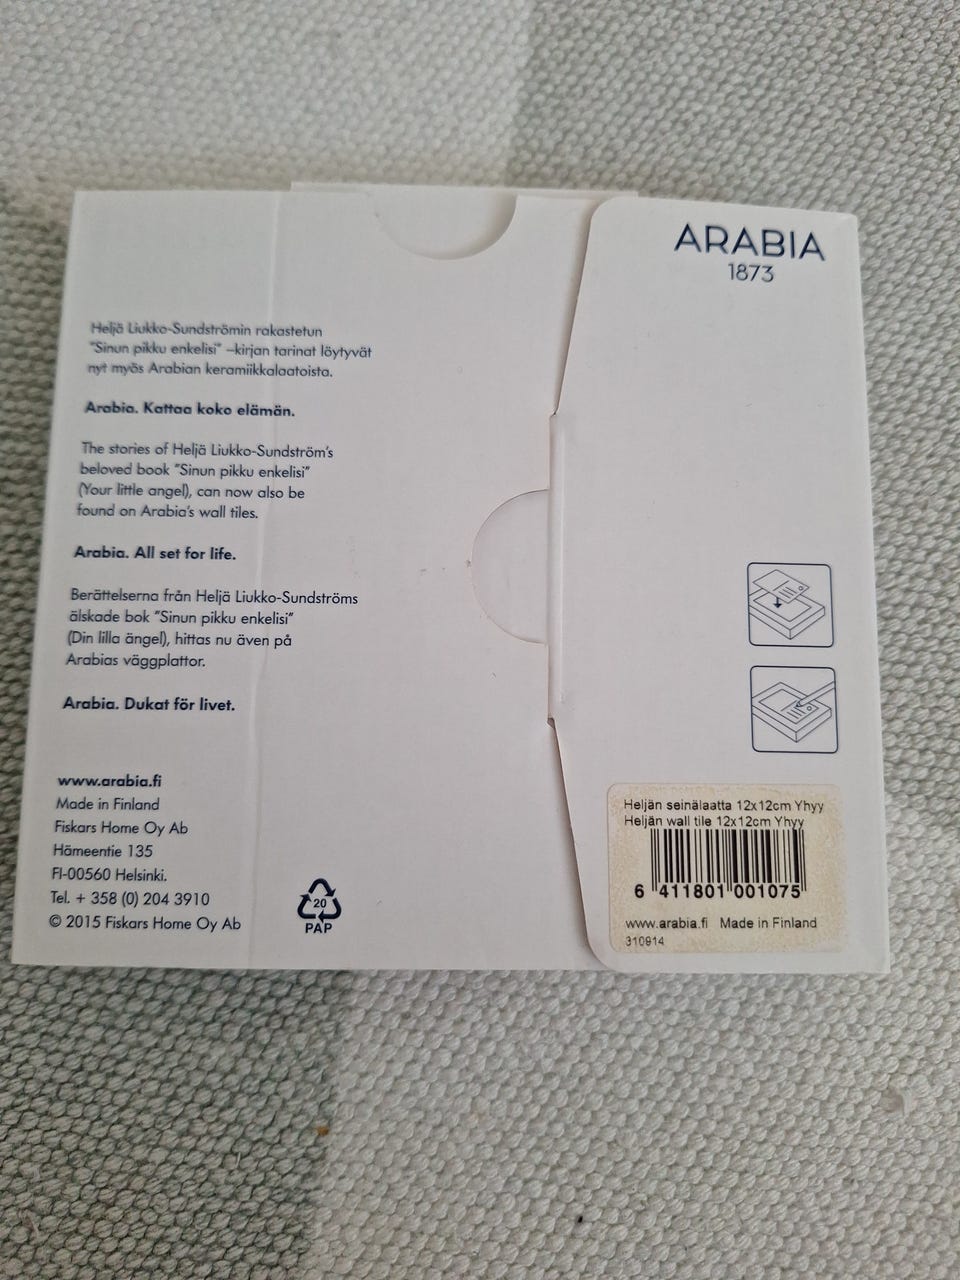 ARABIA
1873
Heljä Liukko-Sundströmin rakastetun
"Sinun pikku enkelisi" –kirjan tarinat löytyvät
nyt myös Arabian keramiikkalaatoista.
Arabia. Kattaa koko elämän.
The stories of Heljä Liukko-Sundström's
beloved book "Sinun pikku enkelisi"
(Your little angel), can now also be
found on Arabia's wall tiles.
Arabia. All set for life.
Berättelserna från Heljä Liukko-Sundströms
älskade bok "Sinun pikku enkelisi"
(Din lilla ängel), hittas nu även på
Arabias väggplattor.
Arabia. Dukat för livet.
www.arabia.fi
Made in Finland
Fiskars Home Oy Ab
Hämeentie 135
FI-00560 Helsinki.
Tel. + 358 (0) 204 3910
© 2015 Fiskars Home Oy Ab
20
PAP
Heljän seinälaatta 12x12cm Yhyy
Heljän wall tile 12x12cm Yhyy
6 411801 001075
www.arabia.fi Made in Finland
310914